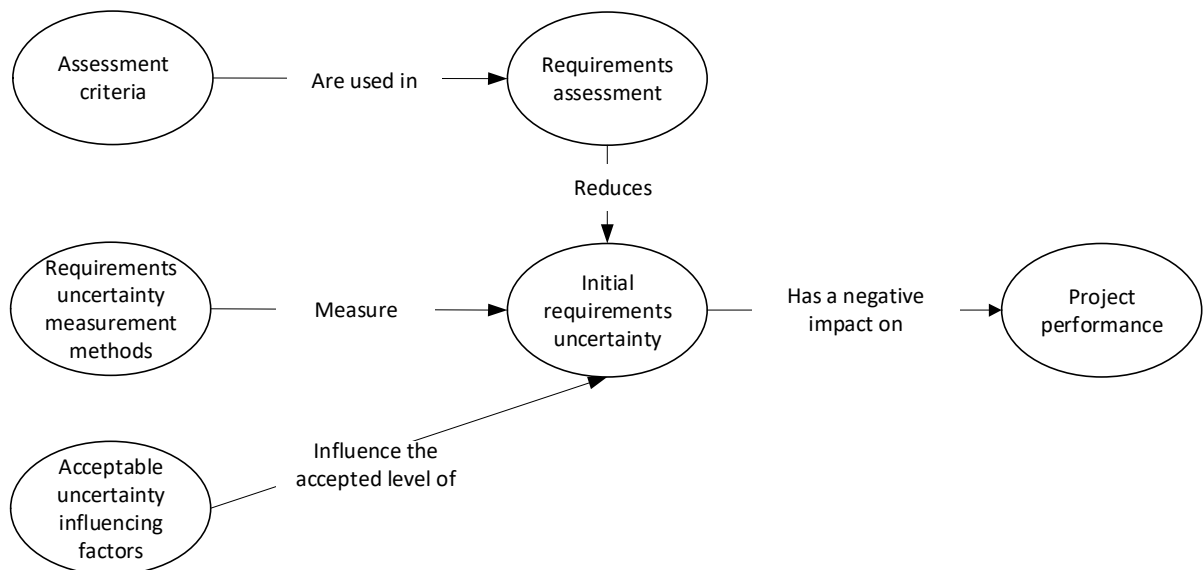 Assessment
criteria
Are used in
Requirements
assessment
Reduces
Requirements
uncertainty
measurement
methods
Measure
Initial
requirements
uncertainty
Has a negative
impact on
Project
performance
Acceptable
uncertainty
influencing
factors
Influence the
accepted level of